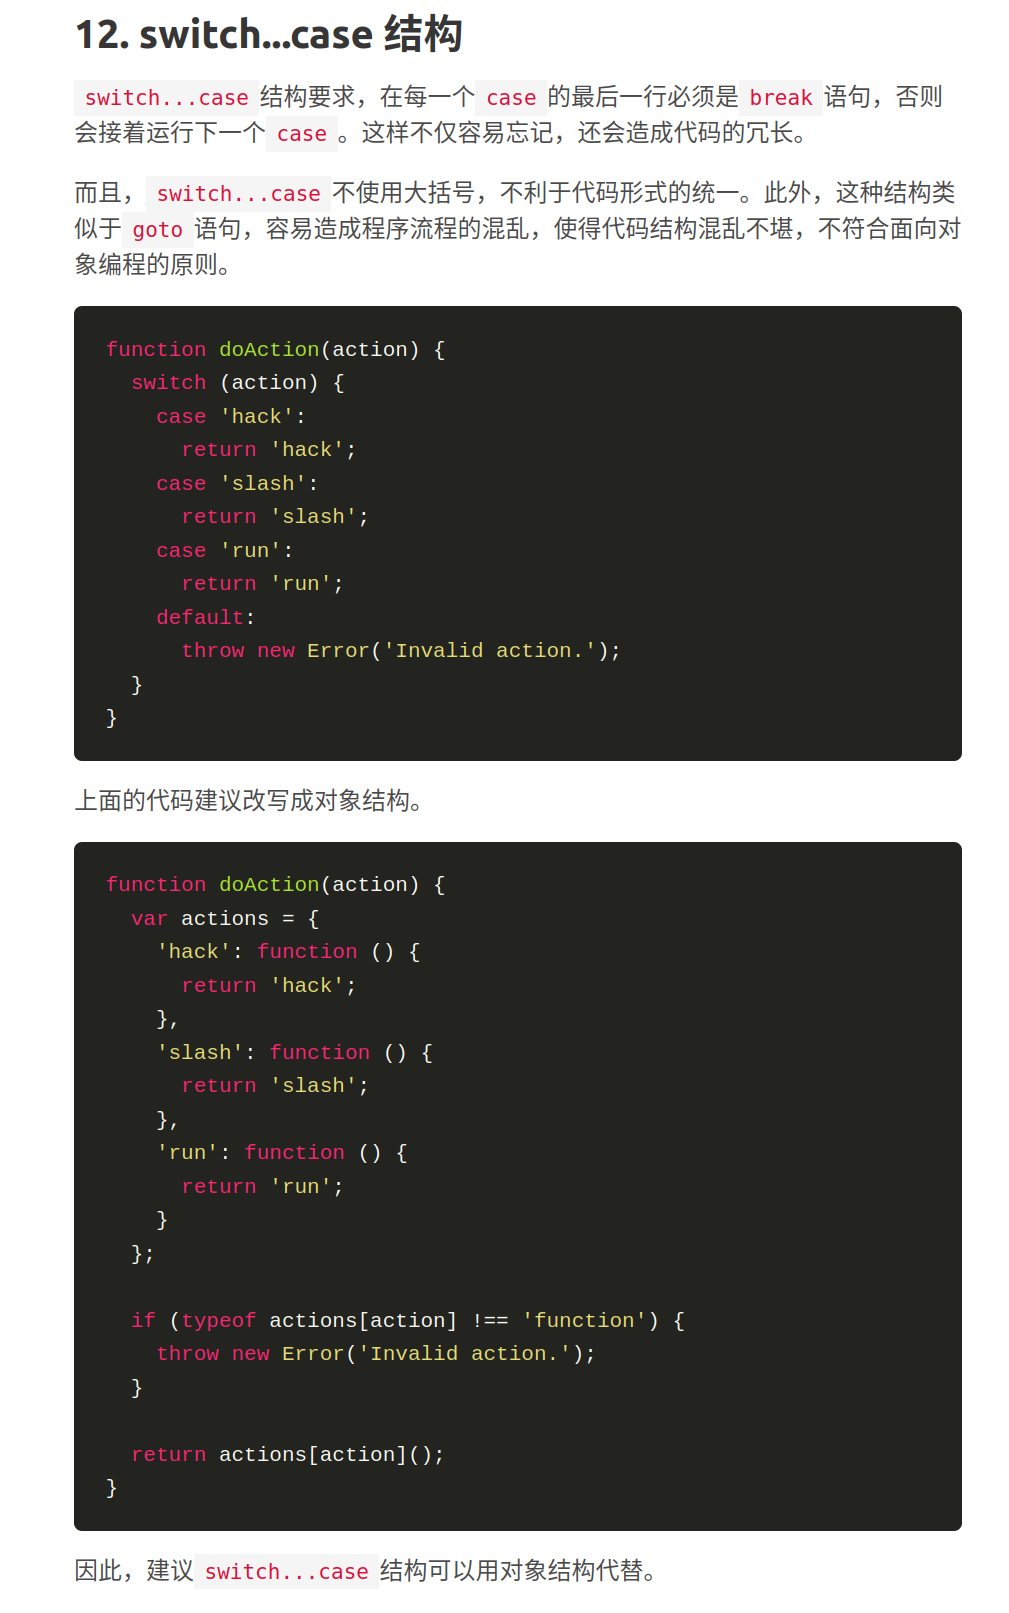 12. switch...case 结构
switch...case 结构要求，在每一个 case 的最后一行必须是 break 语句，否则
会接着运行下一个 case 。这样不仅容易忘记，还会造成代码的冗长。
而且， switch...case 不使用大括号，不利于代码形式的统一。此外，这种结构类
似于 goto 语句，容易造成程序流程的混乱，使得代码结构混乱不堪，不符合面向对
象编程的原则。
function doAction(action) {
  switch (action) {
    case 'hack':
      return 'hack';
    case 'slash':
      return 'slash';
    case 'run':
      return 'run';
    default:
      throw new Error('Invalid action.');
  }
}
上面的代码建议改写成对象结构。
function doAction(action) {
  var actions = {
    'hack': function () {
      return 'hack';
    },
    'slash': function () {
      return 'slash';
    },
    'run': function () {
      return 'run';
    }
  };
  if (typeof actions[action] !== 'function') {
    throw new Error('Invalid action.');
  }
  return actions[action]();
}
因此，建议 switch...case 结构可以用对象结构代替。